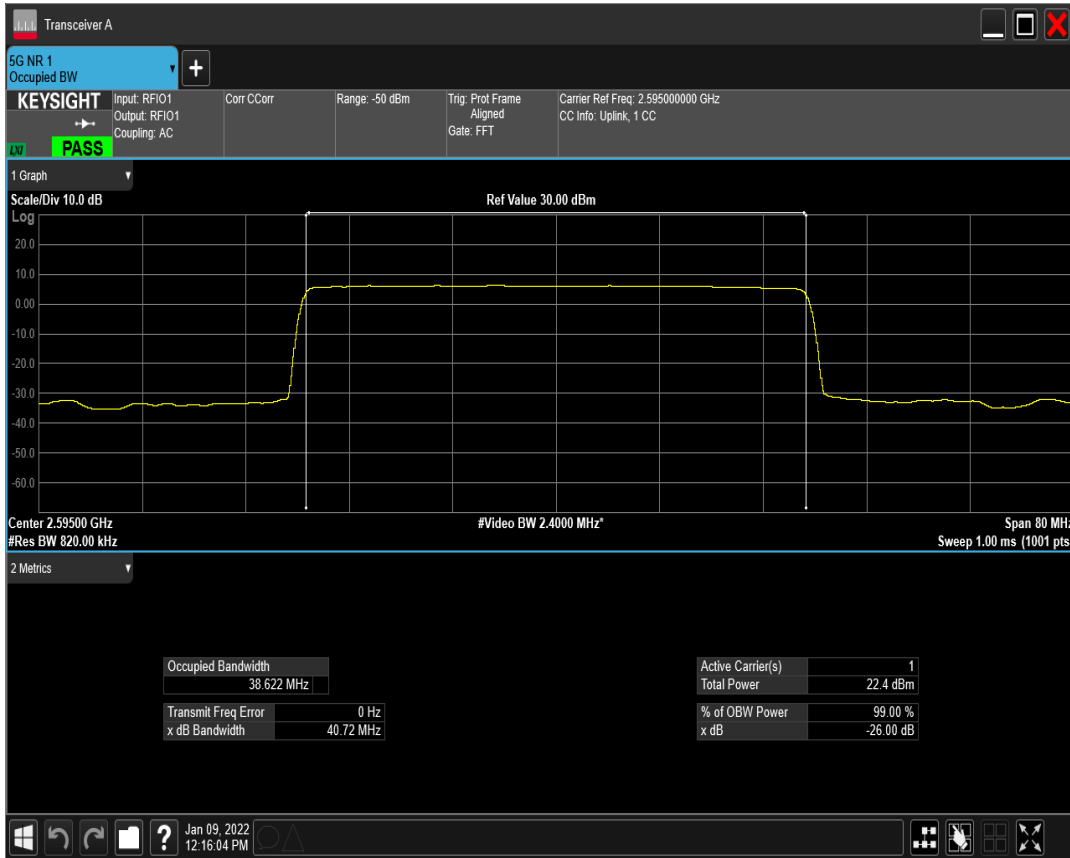 Transceiver A
5G NR 1
Occupied BW
KEYSIGHT
LXI
PASS
Input: RFIO1
Output: RFIO1
Coupling: AC
Corr CCorr
Range: -50 dBm
Trig: Prot Frame
Aligned
Gate: FFT
Carrier Ref Freq: 2.595000000 GHz
CC Info: Uplink, 1 CC
1 Graph
Scale/Div 10.0 dB
Ref Value 30.00 dBm
Log
20.0
10.0
0.00
-10.0
-20.0
-30.0
-40.0
-50.0
-60.0
Center 2.59500 GHz
#Video BW 2.4000 MHz*
Span 80 MHz
#Res BW 820.00 kHz
Sweep 1.00 ms (1001 pts
2 Metrics
Occupied Bandwidth
38.622 MHz
Transmit Freq Error 0 Hz
x dB Bandwidth 40.72 MHz
Active Carrier(s) 1
Total Power 22.4 dBm
% of OBW Power 99.00 %
x dB -26.00 dB
?
Jan 09, 2022
12:16:04 PM